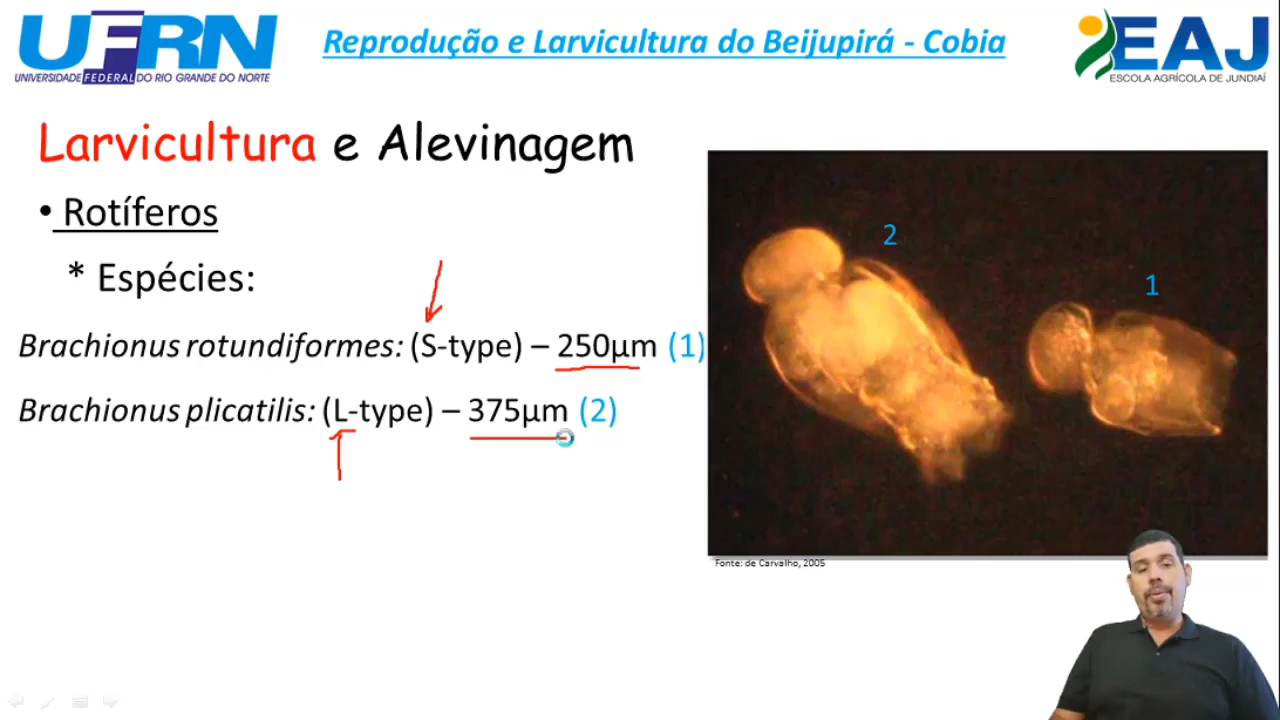 UFRN
UNIVERSIDADE FEDERAL DO RIO GRANDE DO NORTE
Reprodução e Larvicultura do Beijupirá - Cobia
EAJ
ESCOLA AGRÍCOLA DE JUNDIAÍ
Larvicultura e Alevinagem
• Rotíferos
* Espécies:
Brachionus rotundiformes: (S-type) – 250µm (1)
Brachionus plicatilis: (L-type) – 375µm (2)
2
1
Fonte: de Carvalho, 2005